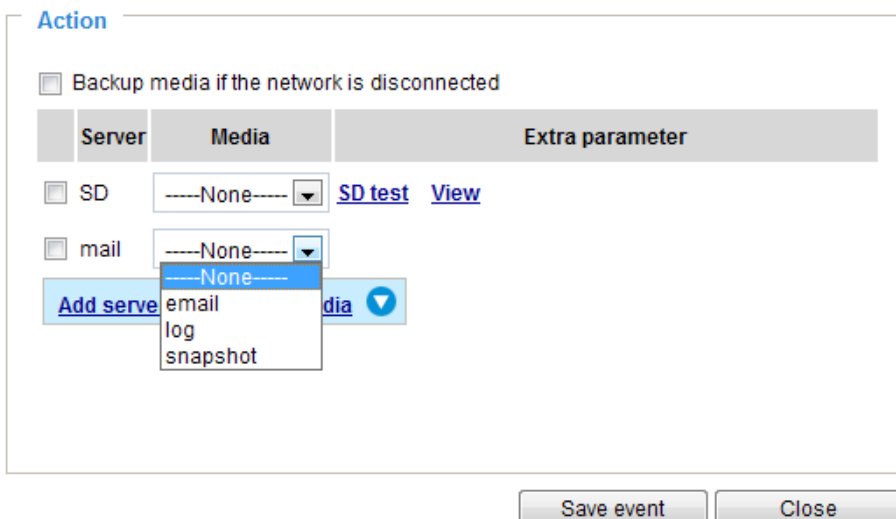 Action
Backup media if the network is disconnected
Server Media Extra parameter
SD -----None----- SD test View
mail -----None-----
-----None-----
email
log
snapshot
Add serve dia
Save event Close